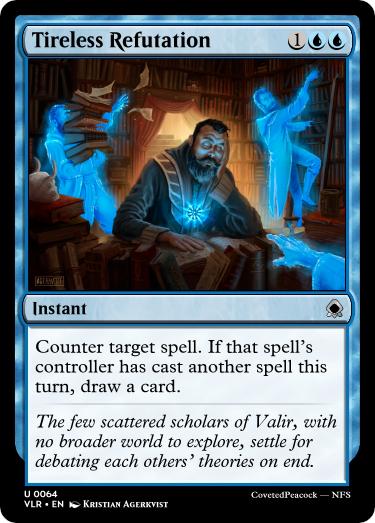 Tireless Refutation 1
Instant
Counter target spell. If that spell's
controller has cast another spell this
turn, draw a card.
The few scattered scholars of Valir, with
no broader world to explore, settle for
debating each others' theories on end.
U 0064
VLR • EN Kristian Agerkvist
CovetedPeacock — NFS